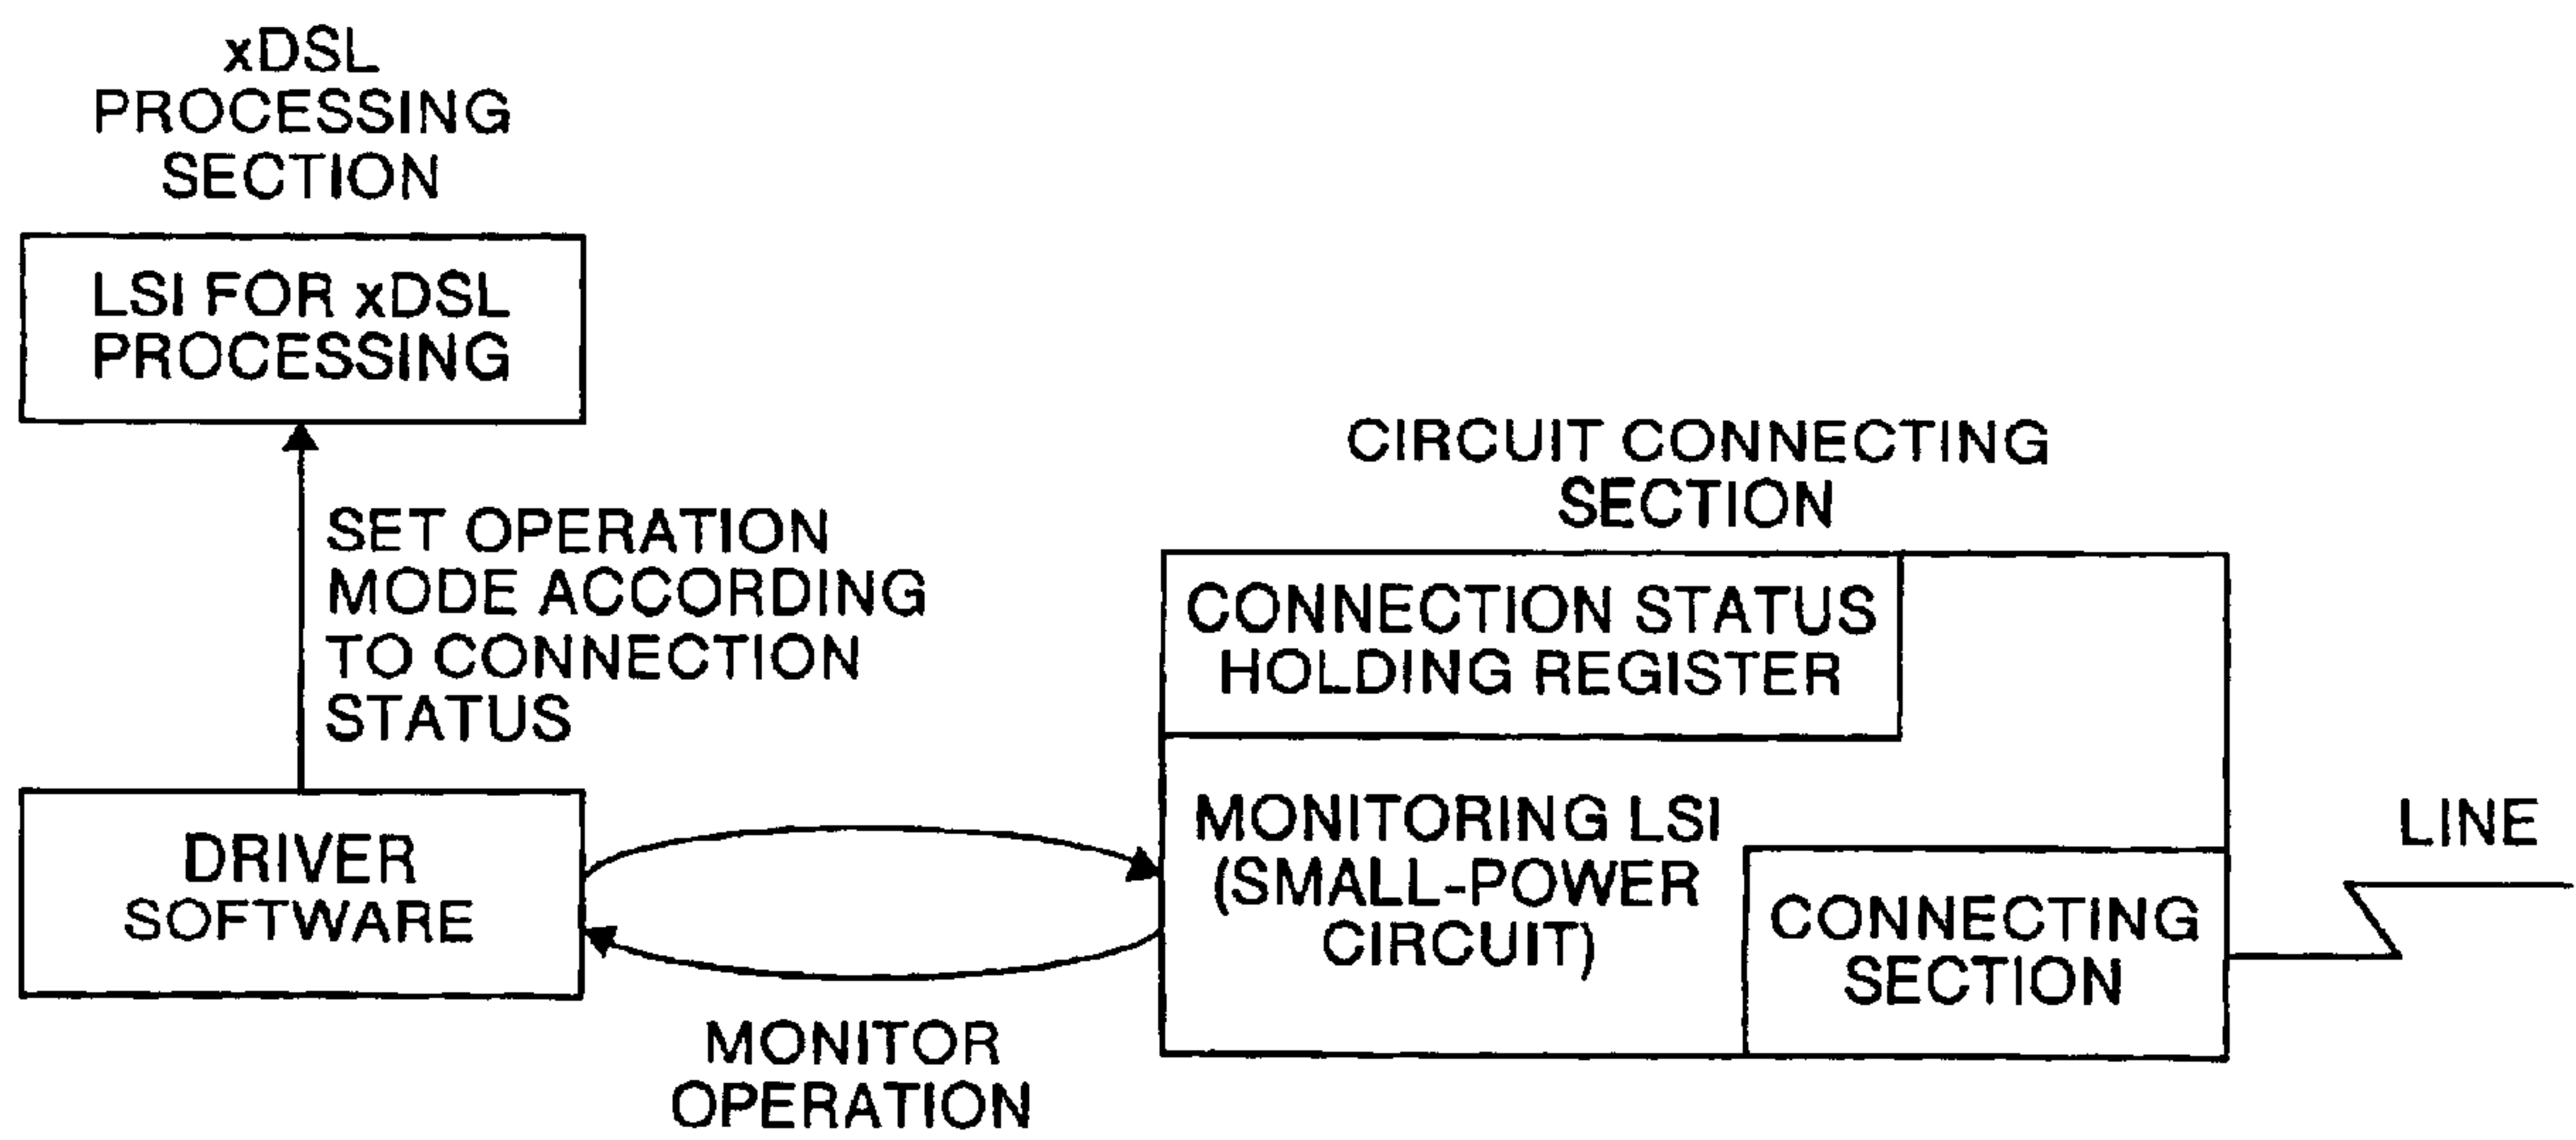 xDSL
PROCESSING
SECTION
LSI FOR xDSL
PROCESSING
SET OPERATION
MODE ACCORDING
TO CONNECTION
STATUS
DRIVER
SOFTWARE
MONITOR
OPERATION
CIRCUIT CONNECTING
SECTION
CONNECTION STATUS
HOLDING REGISTER
MONITORING LSI
(SMALL-POWER
CIRCUIT)
CONNECTING
SECTION
LINE